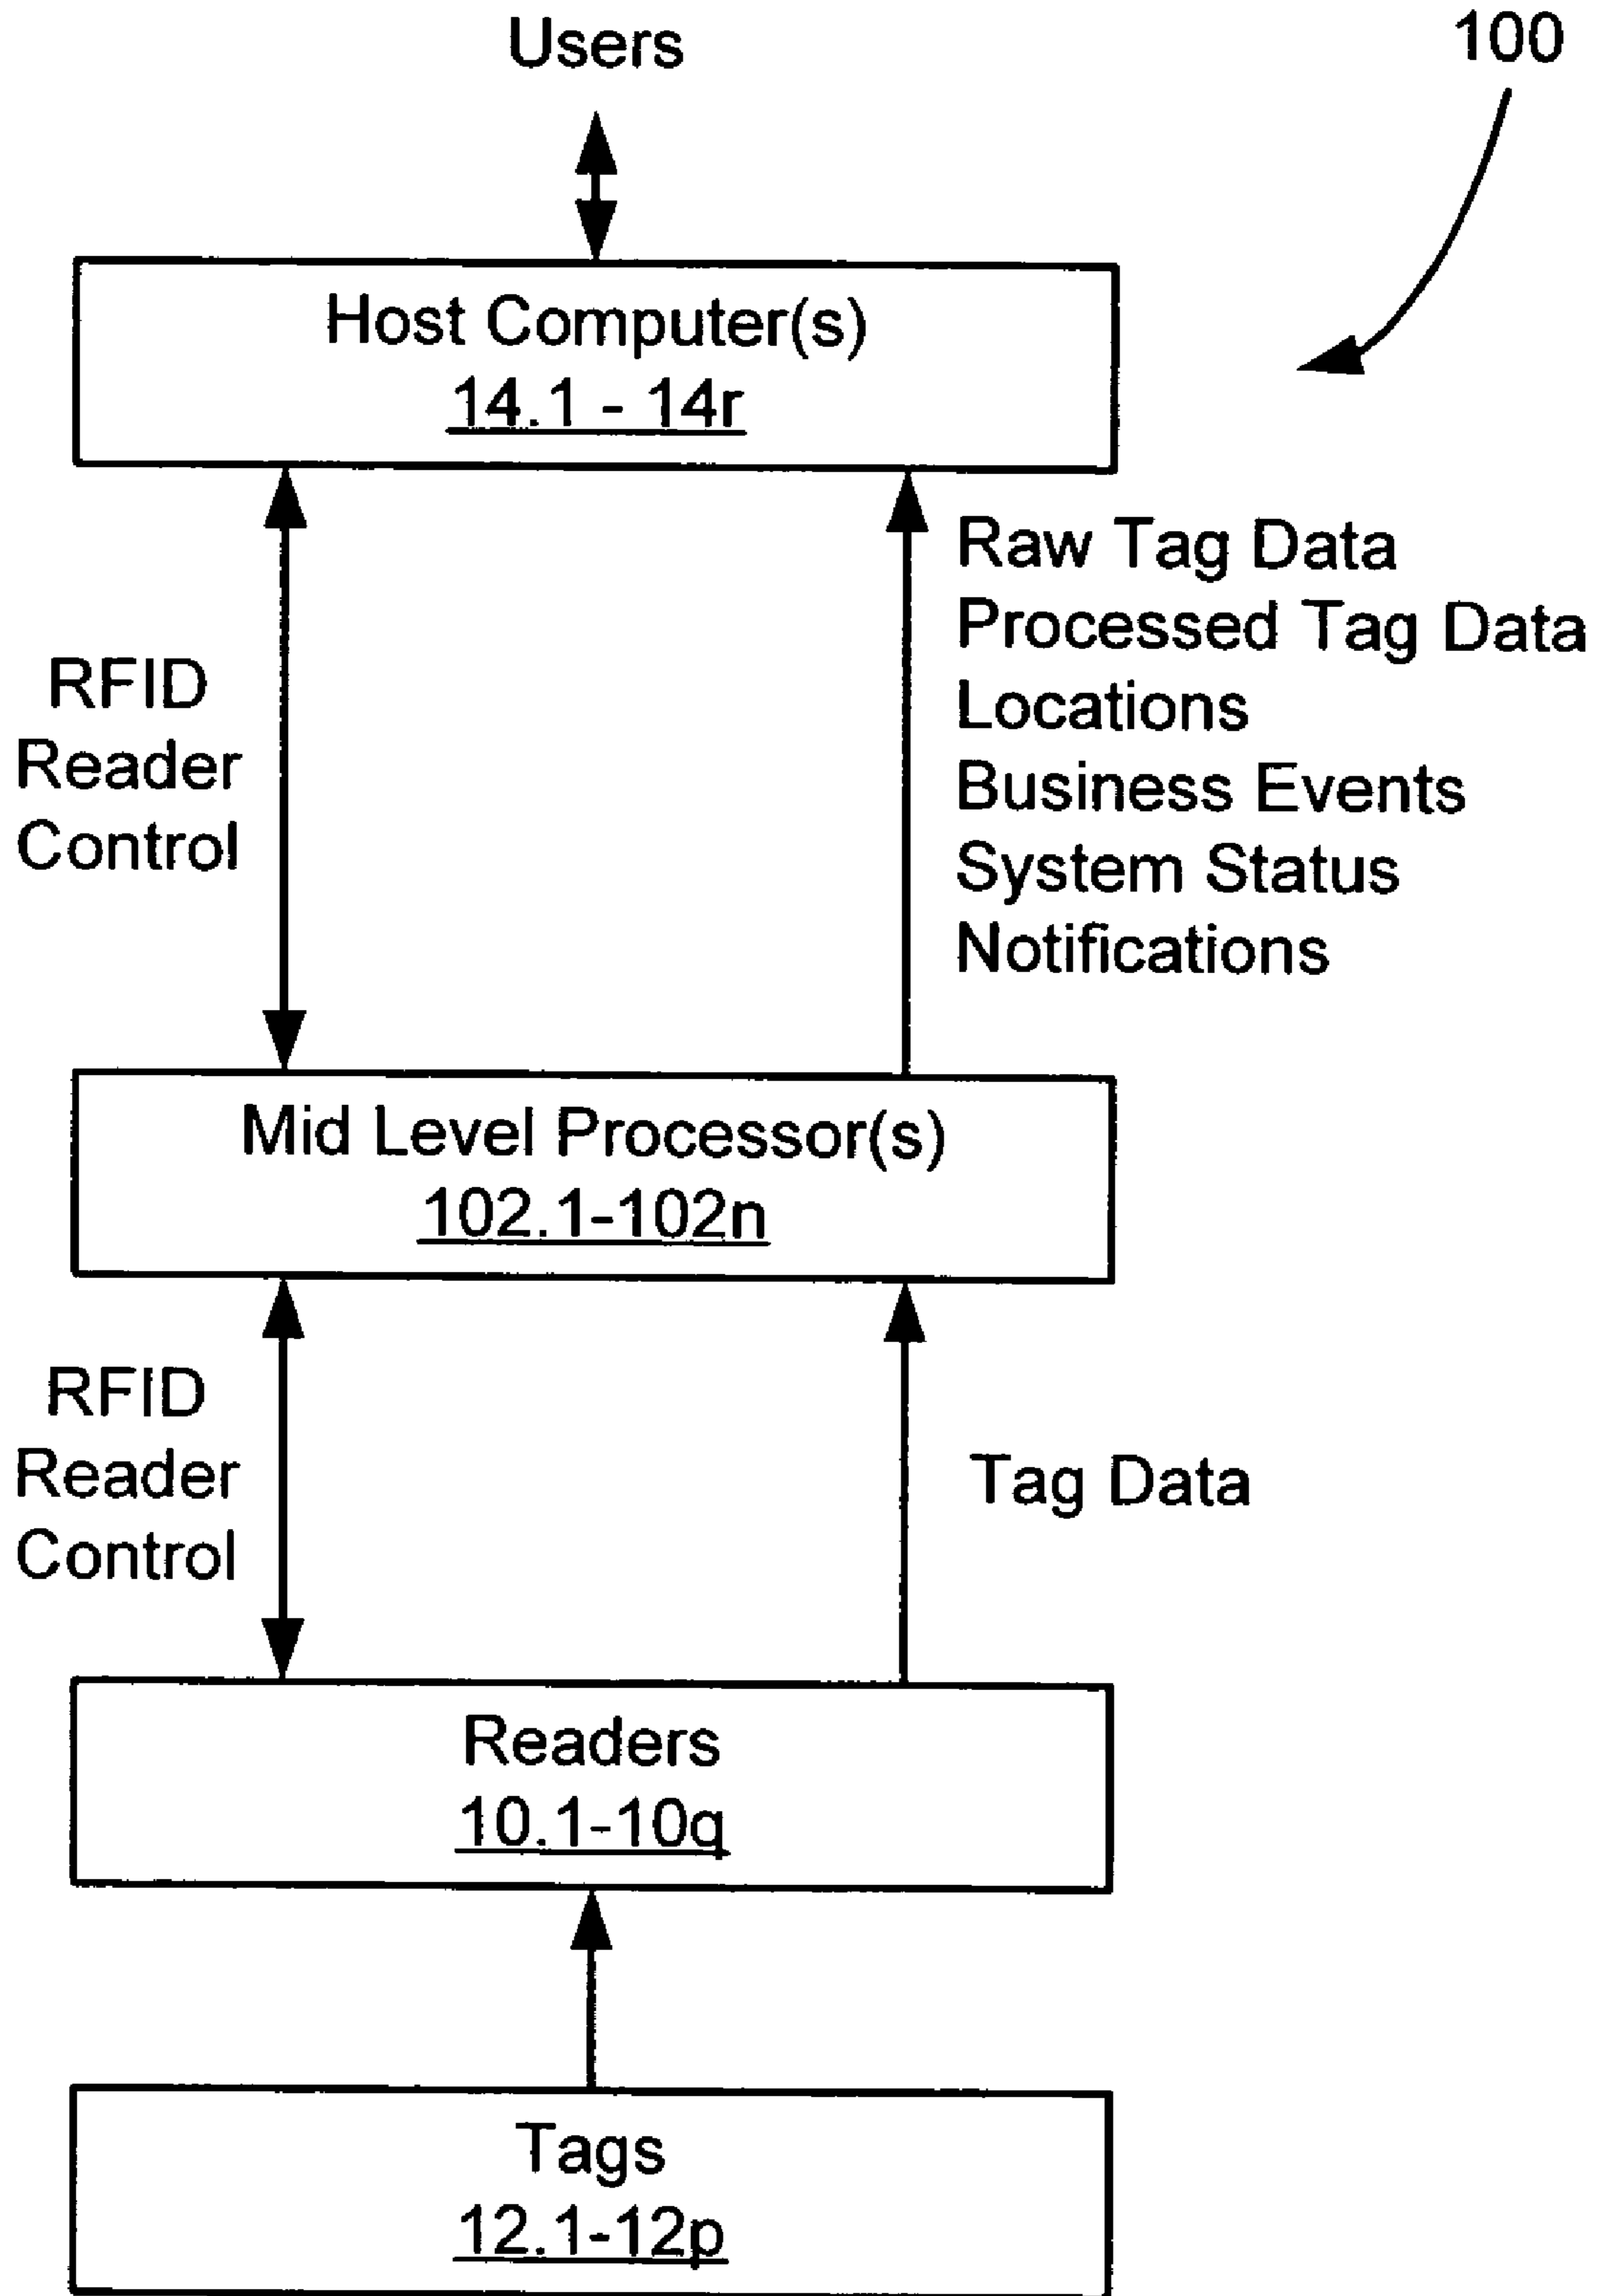 Users
100
Host Computer(s)
14.1 - 14r
RFID
Reader
Control
Raw Tag Data
Processed Tag Data
Locations
Business Events
System Status
Notifications
Mid Level Processor(s)
102.1-102n
RFID
Reader
Control
Tag Data
Readers
10.1-10q
Tags
12.1-12p